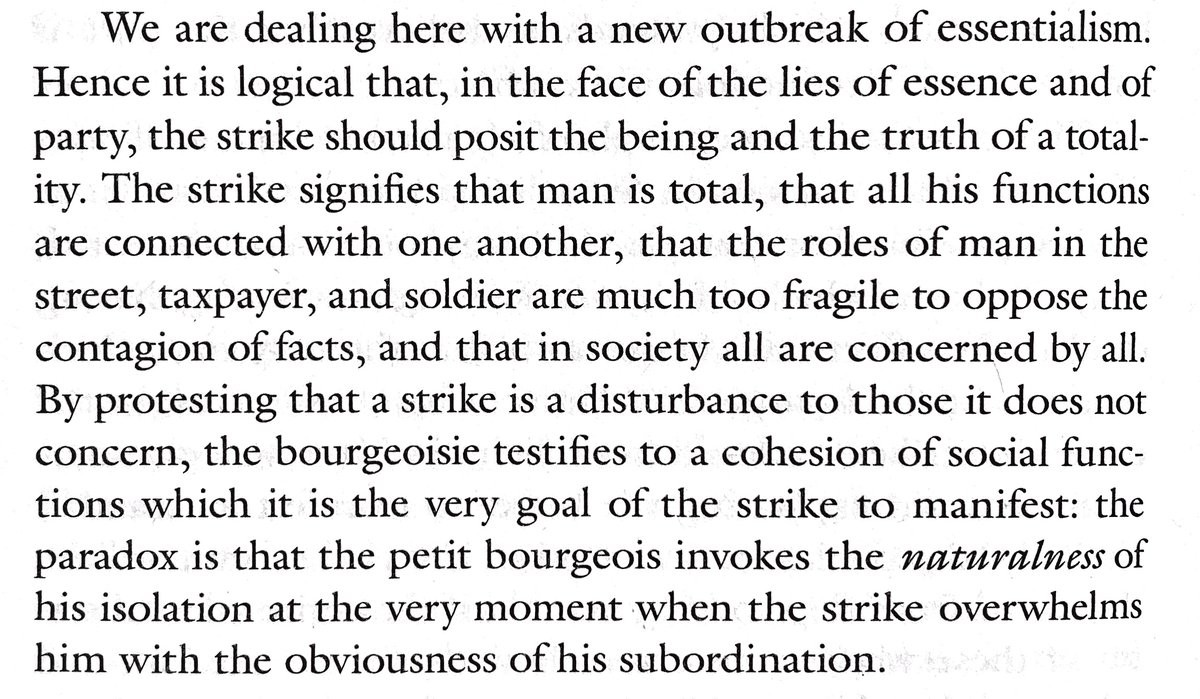 We are dealing here with a new outbreak of essentialism.
Hence it is logical that, in the face of the lies of essence and of
party, the strike should posit the being and the truth of a total-
ity. The strike signifies that man is total, that all his functions
are connected with one another, that the roles of man in the
street, taxpayer, and soldier are much too fragile to oppose the
contagion of facts, and that in society all are concerned by all.
By protesting that a strike is a disturbance to those it does not
concern, the bourgeoisie testifies to a cohesion of social func-
tions which it is the very goal of the strike to manifest: the
paradox is that the petit bourgeois invokes the naturalness of
his isolation at the very moment when the strike overwhelms
him with the obviousness of his subordination.